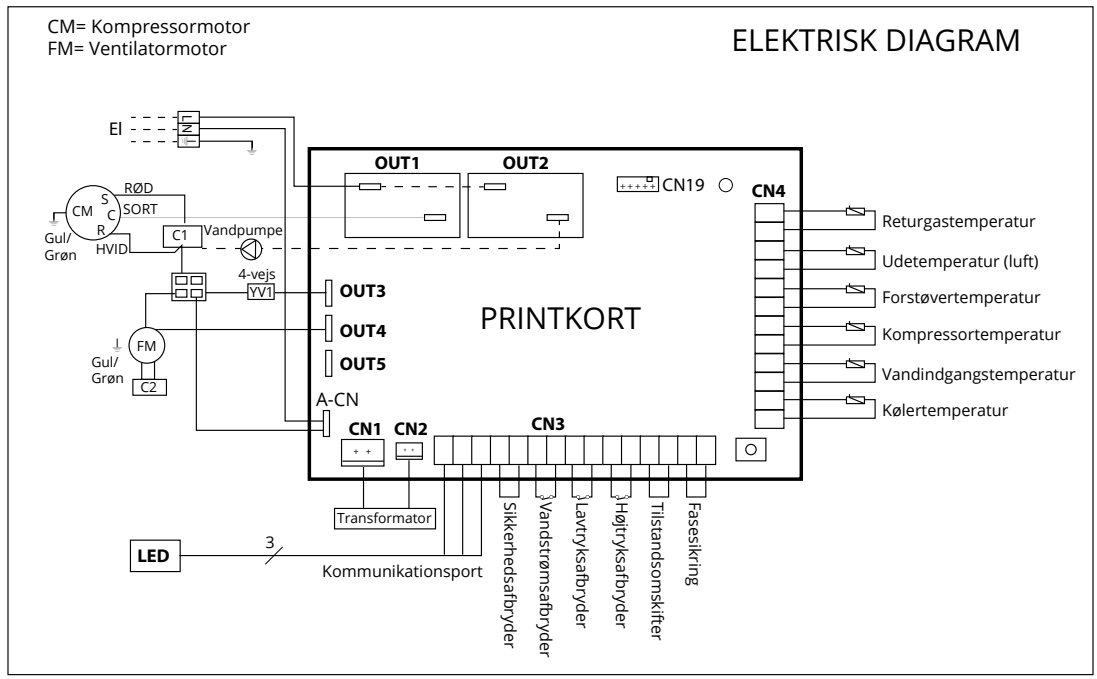 CM= Kompressormotor
FM= Ventilatormotor
ELEKTRISK DIAGRAM
El
L
N
OUT1
OUT2
CN19
CN4
RØD
S
CM
C
SORT
R
HVID
Gul/
Grøn
C1
Vandpumpe
4-vejs
YV1
OUT3
OUT4
OUT5
FM
Gul/
Grøn
C2
PRINTKORT
A-CN
CN1
CN2
CN3
+ +
+ +
+++++
Returgastemperatur
Udetemperatur (luft)
Forstøvertemperatur
Kompressortemperatur
Vandindgangstemperatur
Kølertemperatur
Transformator
LED
3
Kommunikationsport
Sikkerhedsafbryder
Vandstrømsafbryder
Lavtryksafbryder
Højtryksafbryder
Tilstandsomskifter
Fasesikring